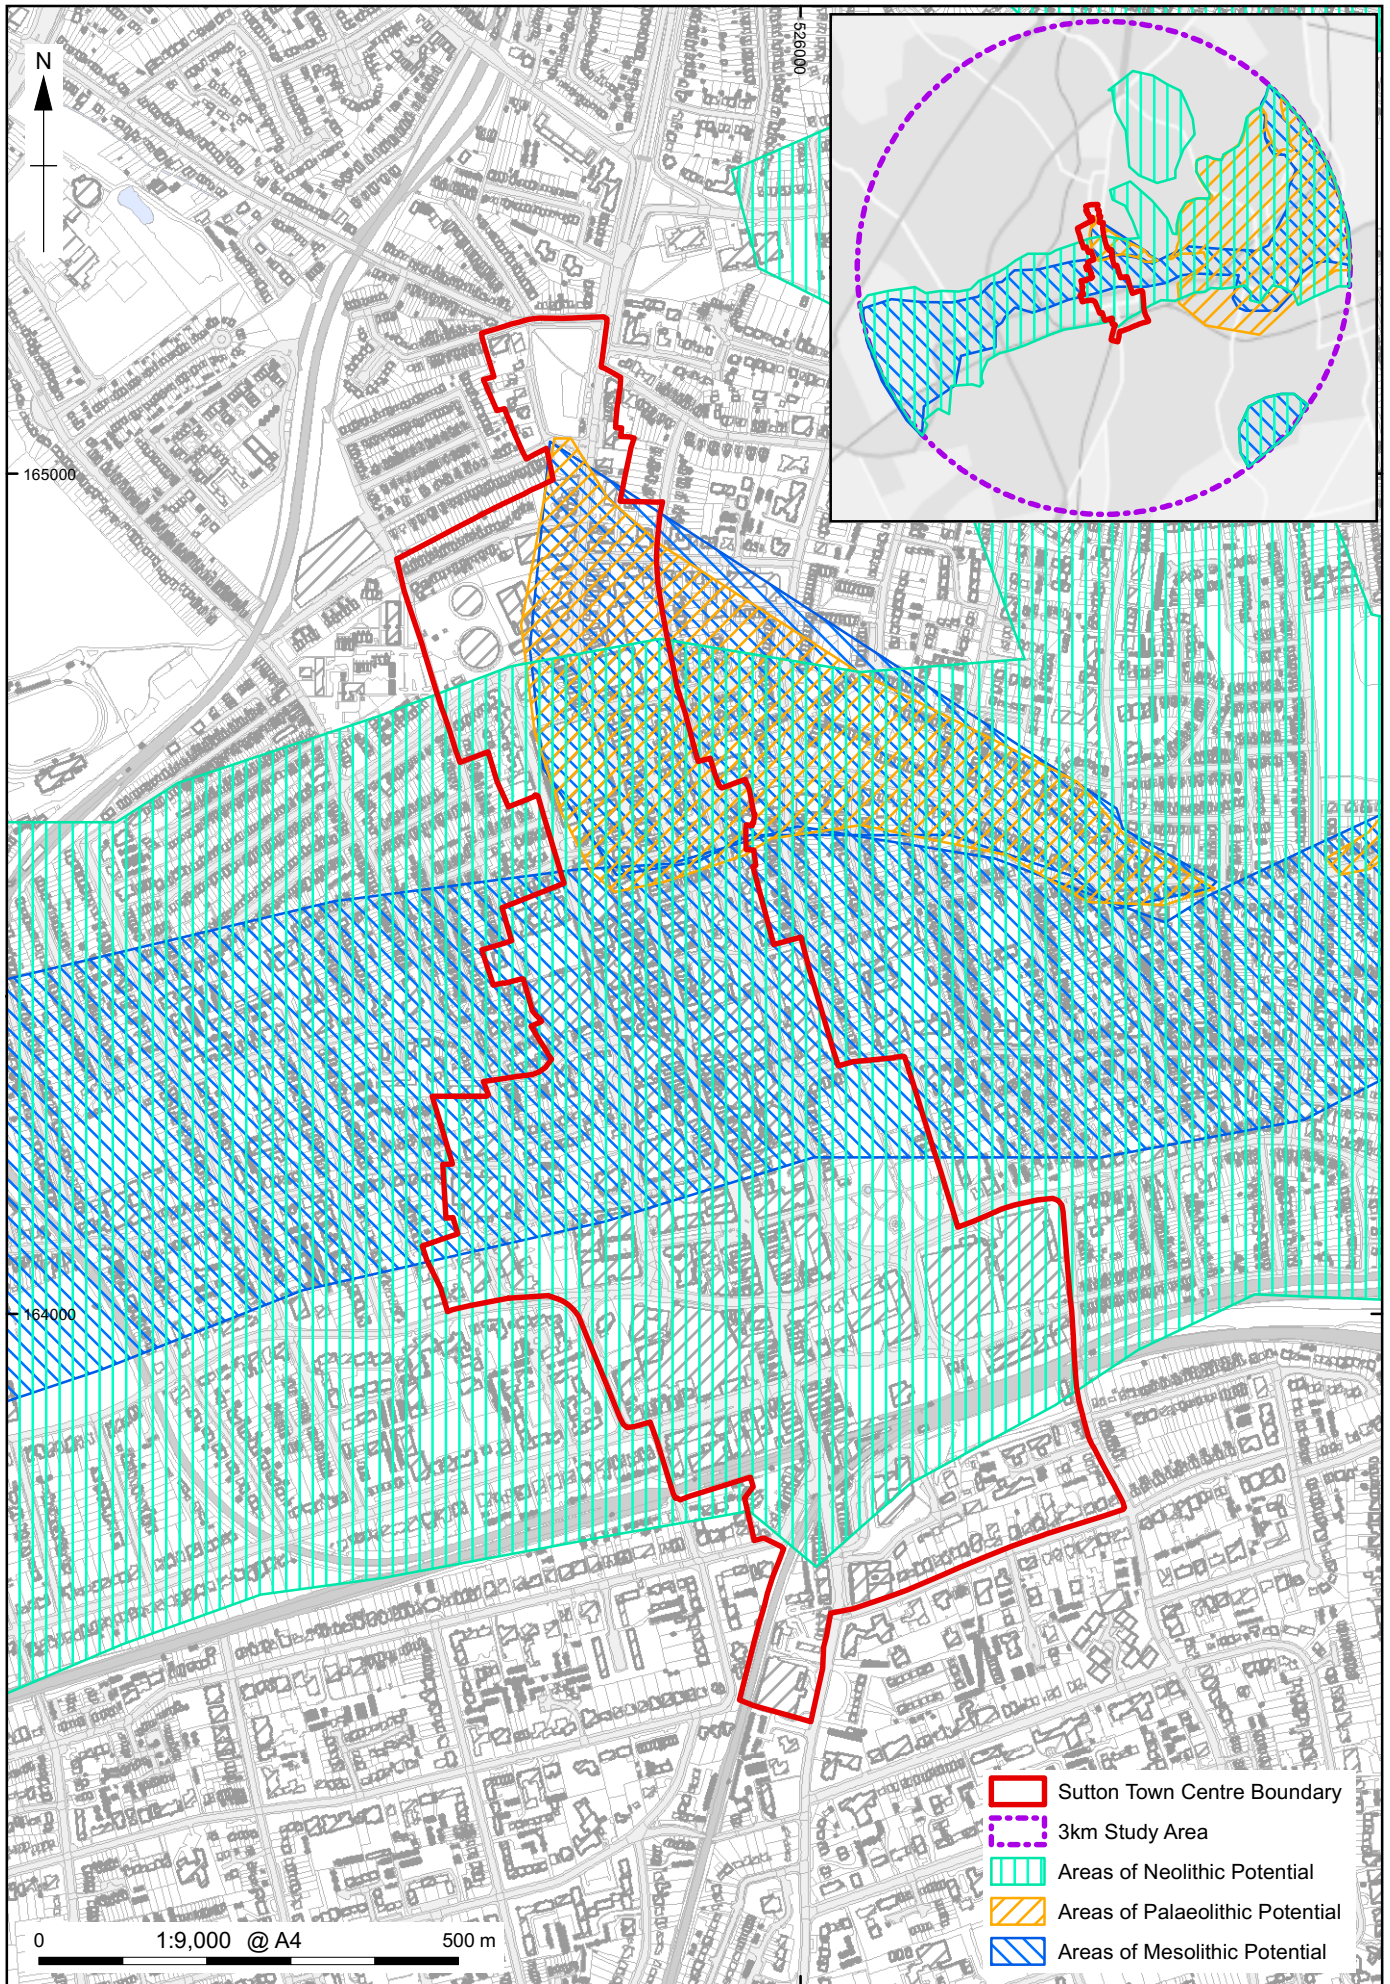 N
526000
165000
164000
Sutton Town Centre Boundary
3km Study Area
Areas of Neolithic Potential
Areas of Palaeolithic Potential
Areas of Mesolithic Potential
0 1:9,000 @ A4 500 m